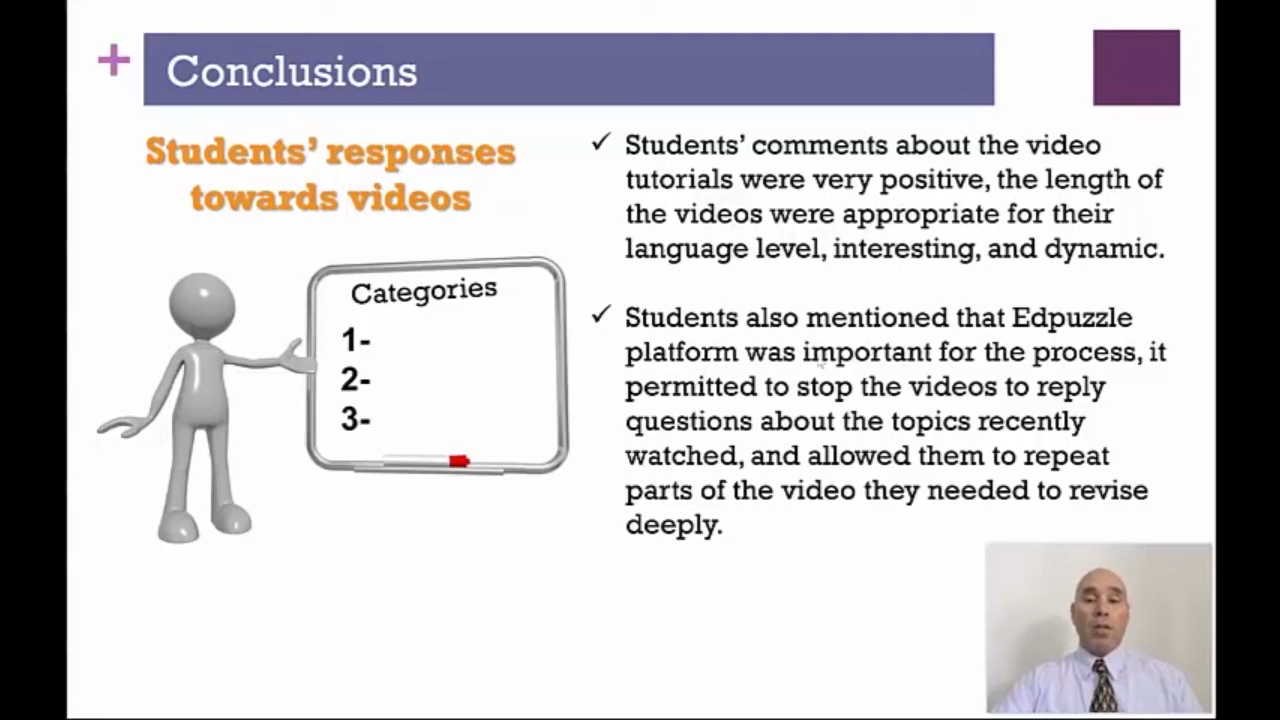 + Conclusions
Students' responses
towards videos
Categories
1-
2-
3-
✓ Students' comments about the video
tutorials were very positive, the length of
the videos were appropriate for their
language level, interesting, and dynamic.
✓ Students also mentioned that Edpuzzle
platform was important for the process, it
permitted to stop the videos to reply
questions about the topics recently
watched, and allowed them to repeat
parts of the video they needed to revise
deeply.